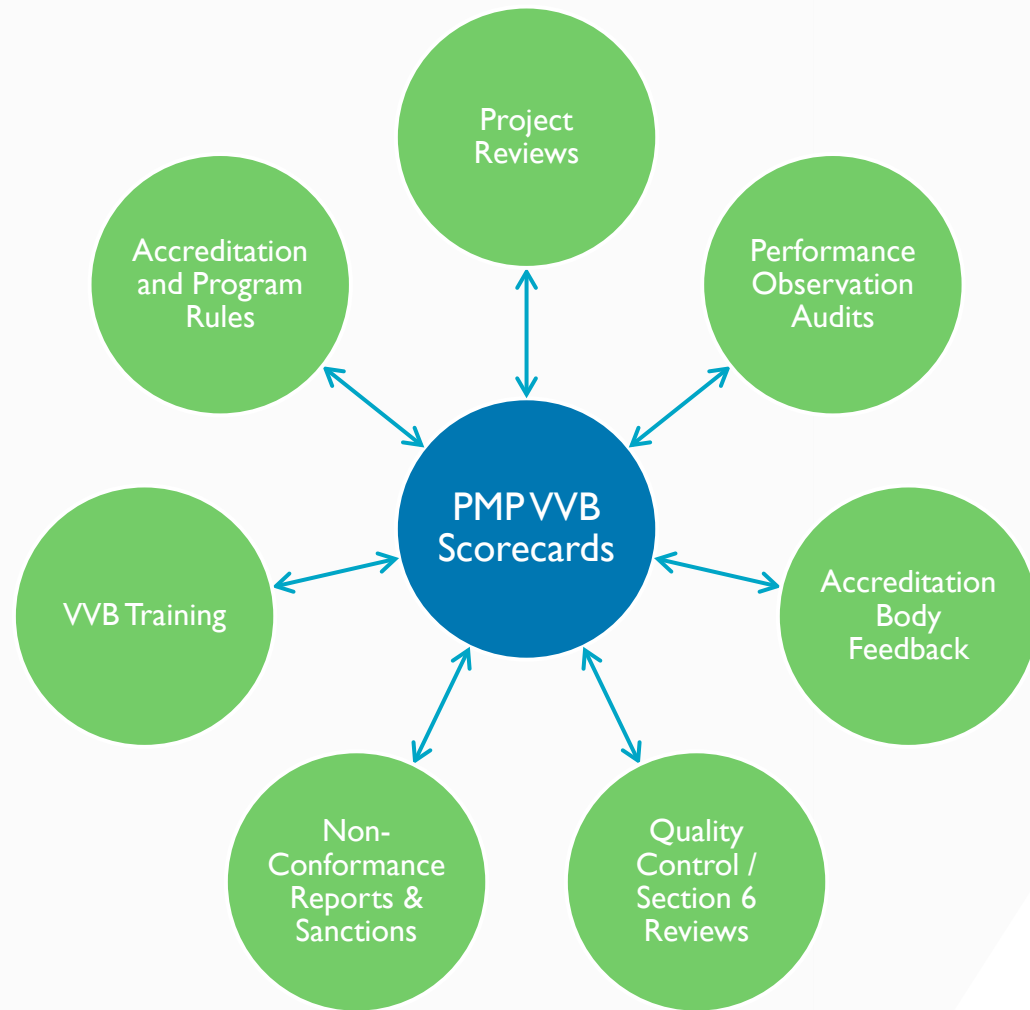 Project
Reviews
Performance
Observation
Audits
Accreditation
Body
Feedback
Quality
Control /
Section 6
Reviews
Non-
Conformance
Reports &
Sanctions
VVB Training
Accreditation
and Program
Rules
PMP VVB
Scorecards